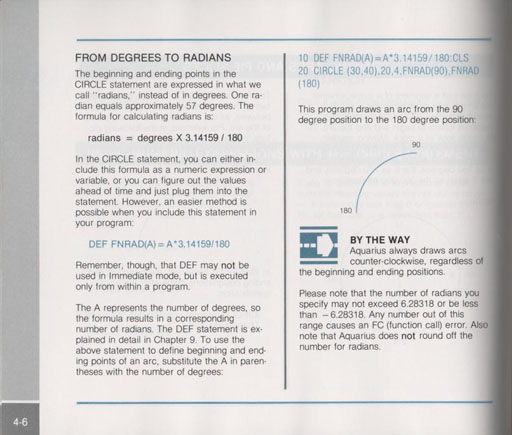 FROM DEGREES TO RADIANS
The beginning and ending points in the
CIRCLE statement are expressed in what we
call "radians," instead of in degrees. One ra-
dian equals approximately 57 degrees. The
formula for calculating radians is:
radians = degrees X 3.14159 / 180
In the CIRCLE statement, you can either in-
clude this formula as a numeric expression or
variable, or you can figure out the values
ahead of time and just plug them into the
statement. However, an easier method is
possible when you include this statement in
your program:
DEF FNRAD(A)=A*3.14159/180
Remember, though, that DEF may not be
used in Immediate mode, but is executed
only from within a program.
The A represents the number of degrees, so
the formula results in a corresponding
number of radians. The DEF statement is ex-
plained in detail in Chapter 9. To use the
above statement to define beginning and end-
ing points of an arc, substitute the A in paren-
theses with the number of degrees:
4-6
10 DEF FNRAD(A)=A*3.14159/180:CLS
20 CIRCLE (30,40),20,4,FNRAD(90),FNRAD
(180)
This program draws an arc from the 90
degree position to the 180 degree position:
90
180
BY THE WAY
Aquarius always draws arcs
counter-clockwise, regardless of
the beginning and ending positions.
Please note that the number of radians you
specify may not exceed 6.28318 or be less
than −6.28318. Any number out of this
range causes an FC (function call) error. Also
note that Aquarius does not round off the
number for radians.